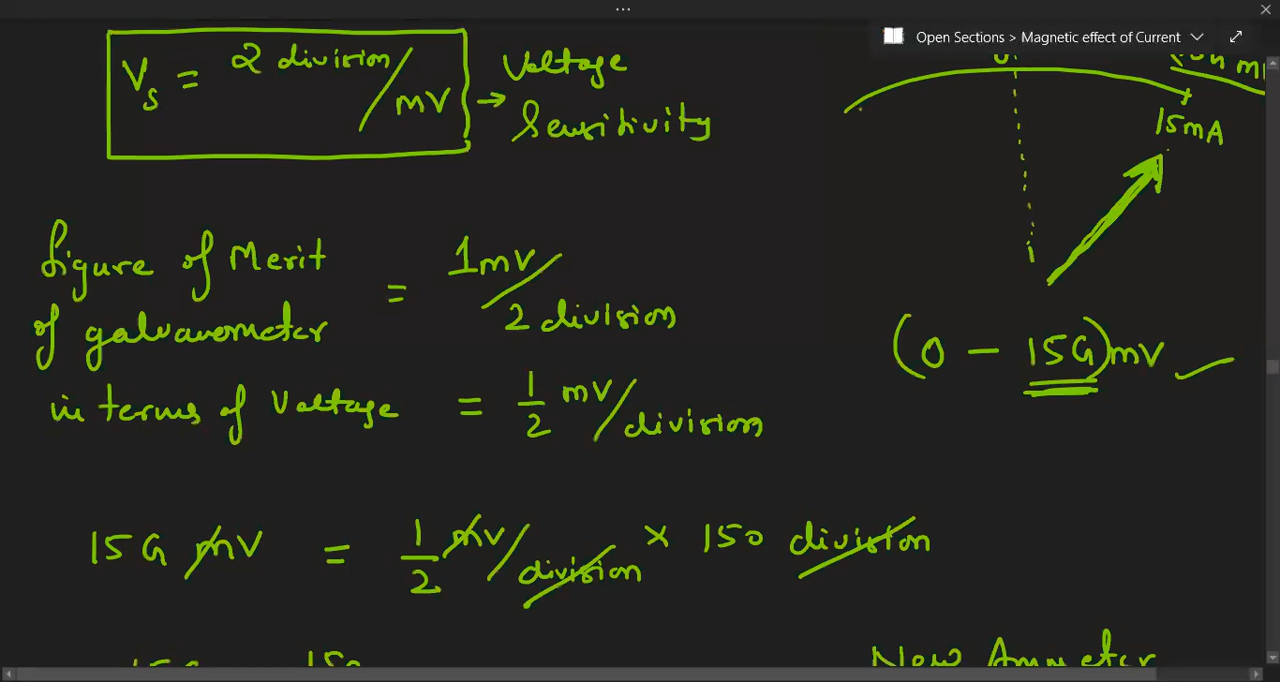 Open Sections > Magnetic effect of Current
Vs = 2 division/mV → Voltage Sensitivity
15mA
figure of Merit
of galvanometer = 1mV/2 division
in terms of Voltage = 1/2 mV/division
(0 - 15G)mV
15G mV = 1/2 mV/division × 150 division
15G 150
New Ammeter